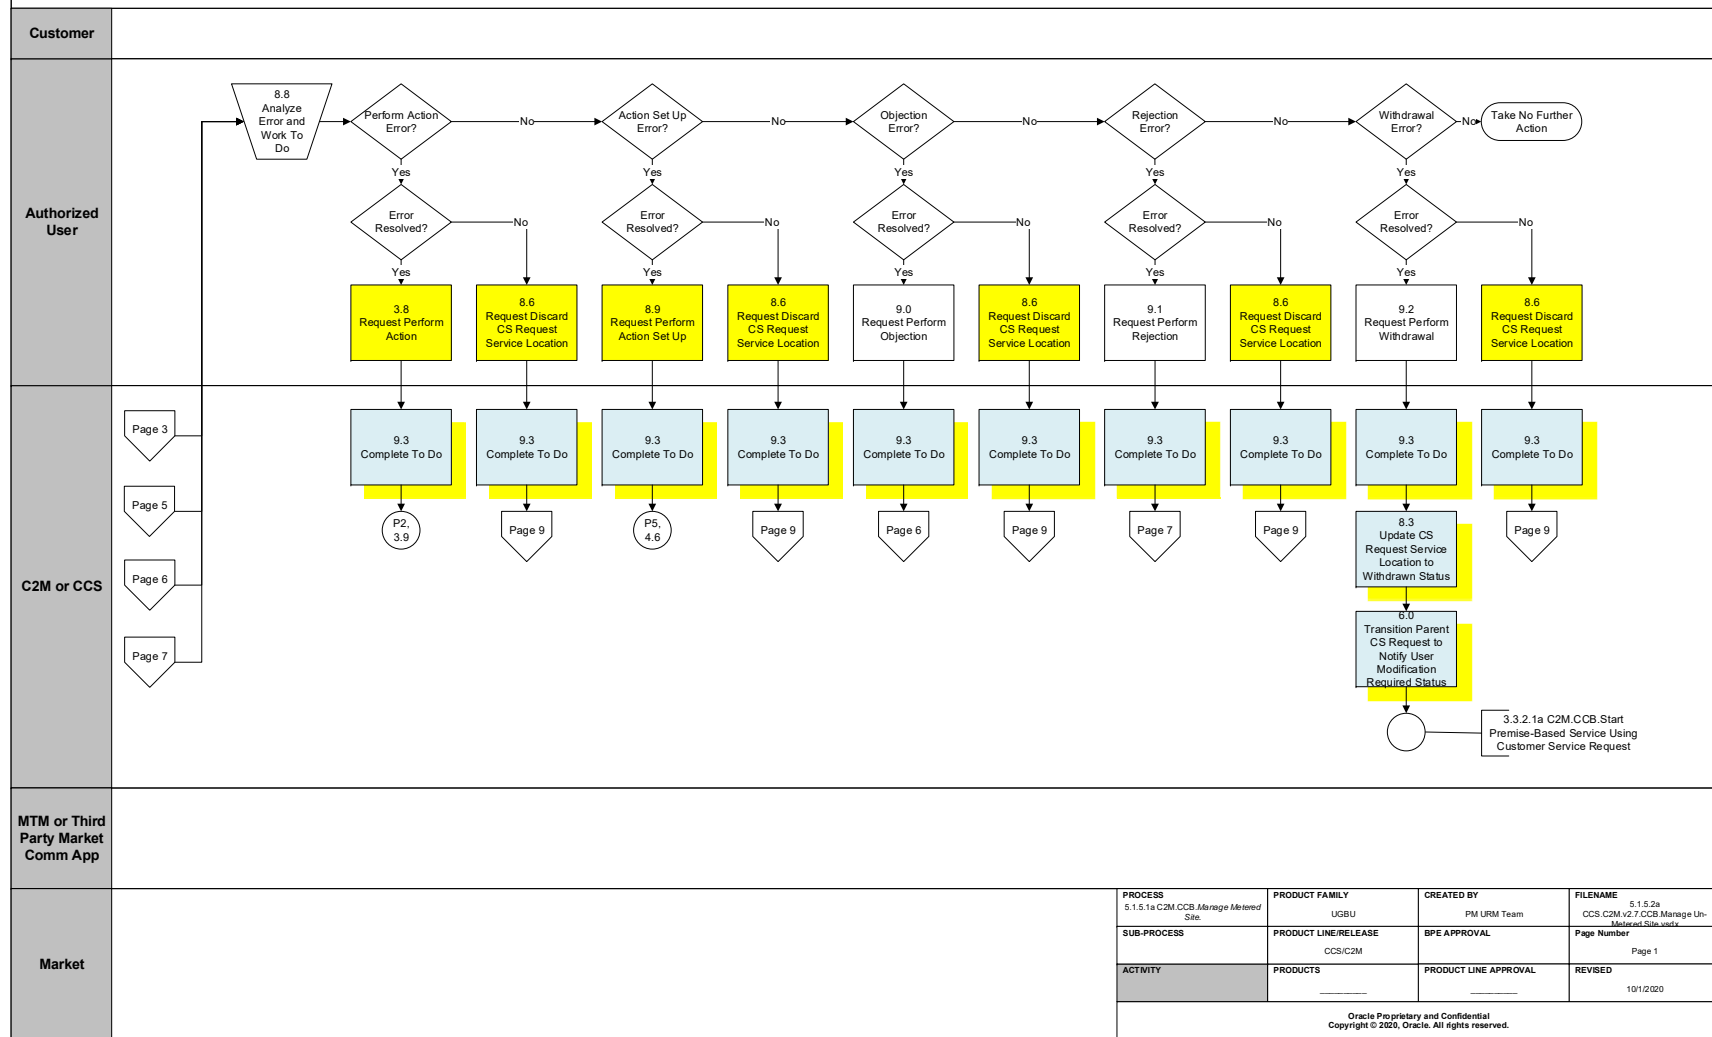 Customer
8.8
Analyze
Error and
Work To
Do
Perform Action
Error?
No
Action Set Up
Error?
No
Objection
Error?
No
Rejection
Error?
No
Withdrawal
Error?
No
Take No Further
Action
Yes
Yes
Yes
Yes
Yes
Authorized
User
Error
Resolved?
No
Error
Resolved?
No
Error
Resolved?
No
Error
Resolved?
No
Error
Resolved?
No
Yes
Yes
Yes
Yes
Yes
3.8
Request Perform
Action
8.6
Request Discard
CS Request
Service Location
8.9
Request Perform
Action Set Up
8.6
Request Discard
CS Request
Service Location
9.0
Request Perform
Objection
8.6
Request Discard
CS Request
Service Location
9.1
Request Perform
Rejection
8.6
Request Discard
CS Request
Service Location
9.2
Request Perform
Withdrawal
8.6
Request Discard
CS Request
Service Location
C2M or CCS
Page 3
Page 5
Page 6
Page 7
9.3
Complete To Do
9.3
Complete To Do
9.3
Complete To Do
9.3
Complete To Do
9.3
Complete To Do
9.3
Complete To Do
9.3
Complete To Do
9.3
Complete To Do
9.3
Complete To Do
9.3
Complete To Do
P2,
3.9
Page 9
P5,
4.6
Page 9
Page 6
Page 9
Page 7
Page 9
8.3
Update CS
Request Service
Location to
Withdrawn Status
Page 9
6.0
Transition Parent
CS Request to
Notify User
Modification
Required Status
3.3.2.1a C2M.CCB.Start
Premise-Based Service Using
Customer Service Request
MTM or Third
Party Market
Comm App
Market
PROCESS
5.1.5.1a C2M.CCB.Manage Metered
Site.
PRODUCT FAMILY
UGBU
CREATED BY
PM URM Team
FILENAME
5.1.5.2a
CCS.C2M.v2.7.CCB.Manage Un-
Metered Site.vsdx
SUB-PROCESS
PRODUCT LINE/RELEASE
CCS/C2M
BPE APPROVAL
Page Number
Page 1
ACTIVITY
PRODUCTS
__________
PRODUCT LINE APPROVAL
__________
REVISED
10/1/2020
Oracle Proprietary and Confidential
Copyright © 2020, Oracle. All rights reserved.